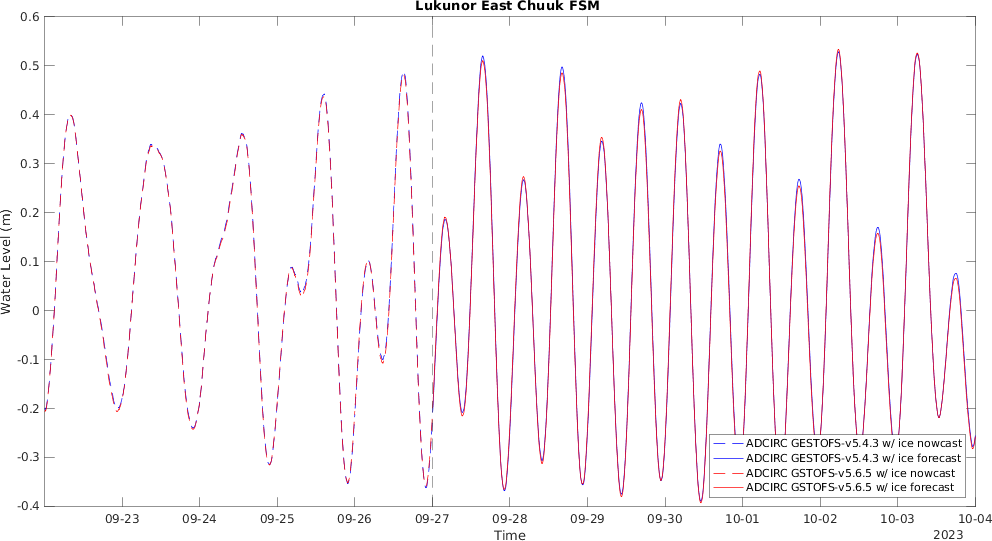 Lukunor East Chuuk FSM
0.6
0.5
0.4
0.3
0.2
0.1
0
-0.1
-0.2
-0.3
-0.4
Water Level (m)
ADCIRC GESTOFS-v5.4.3 w/ ice nowcast
ADCIRC GESTOFS-v5.4.3 w/ ice forecast
ADCIRC GSTOFS-v5.6.5 w/ ice nowcast
ADCIRC GSTOFS-v5.6.5 w/ ice forecast
09-23 09-24 09-25 09-26 09-27 09-28 09-29 09-30 10-01 10-02 10-03 10-04
Time
2023